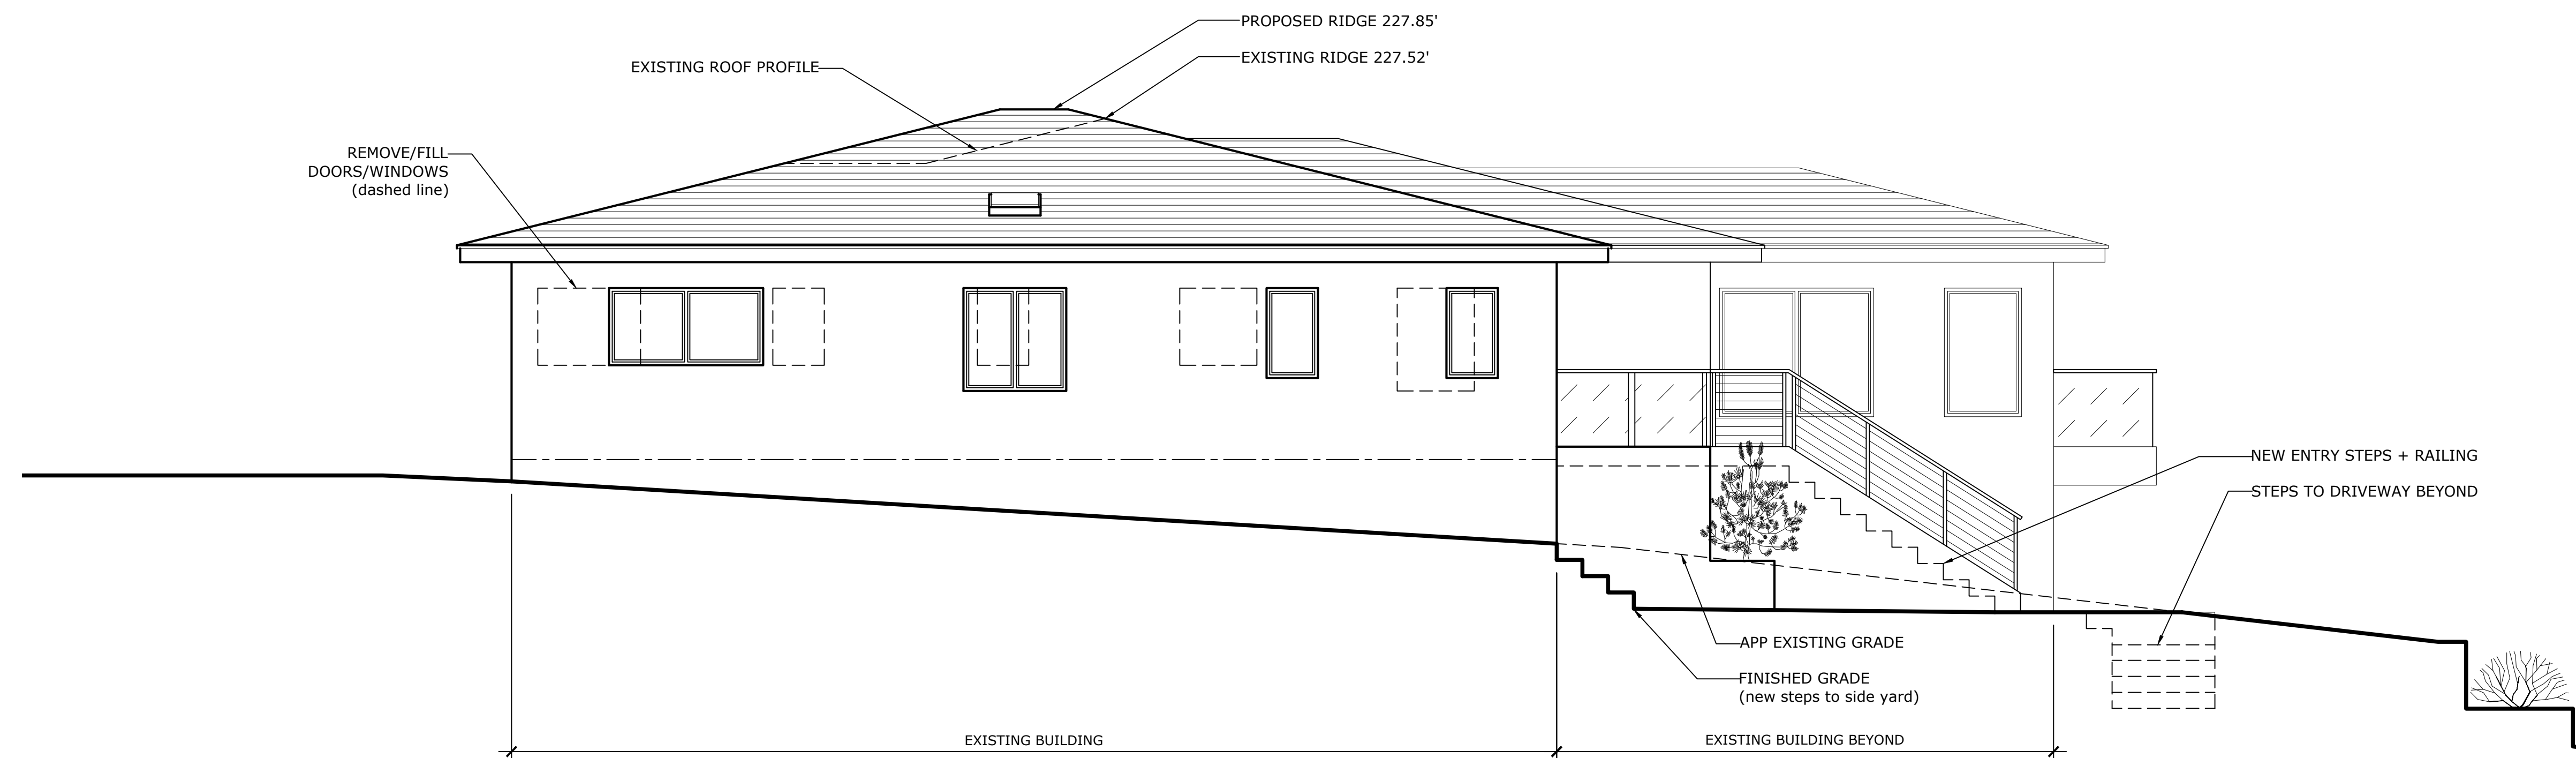 PROPOSED RIDGE 227.85'
EXISTING RIDGE 227.52'
EXISTING ROOF PROFILE
REMOVE/FILL
DOORS/WINDOWS
(dashed line)
NEW ENTRY STEPS + RAILING
STEPS TO DRIVEWAY BEYOND
APP EXISTING GRADE
FINISHED GRADE
(new steps to side yard)
EXISTING BUILDING
EXISTING BUILDING BEYOND